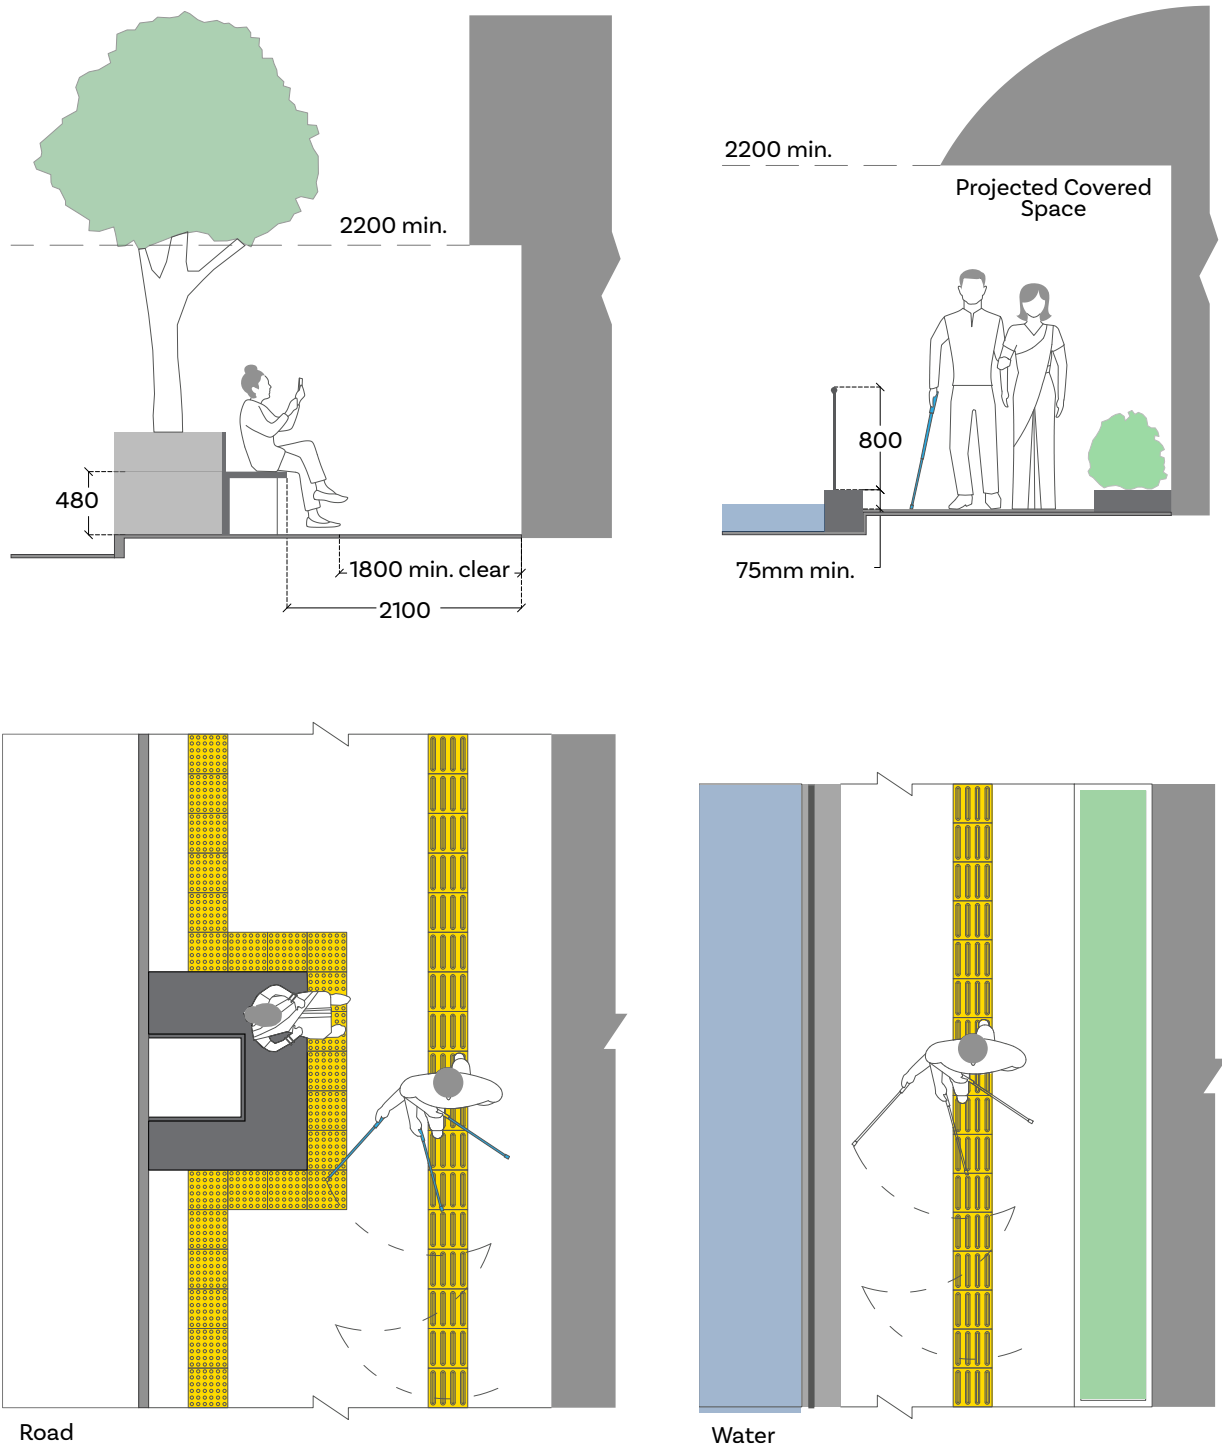 2200 min.
480
1800 min. clear
2100
2200 min.
Projected Covered
Space
800
75mm min.
Road
Water